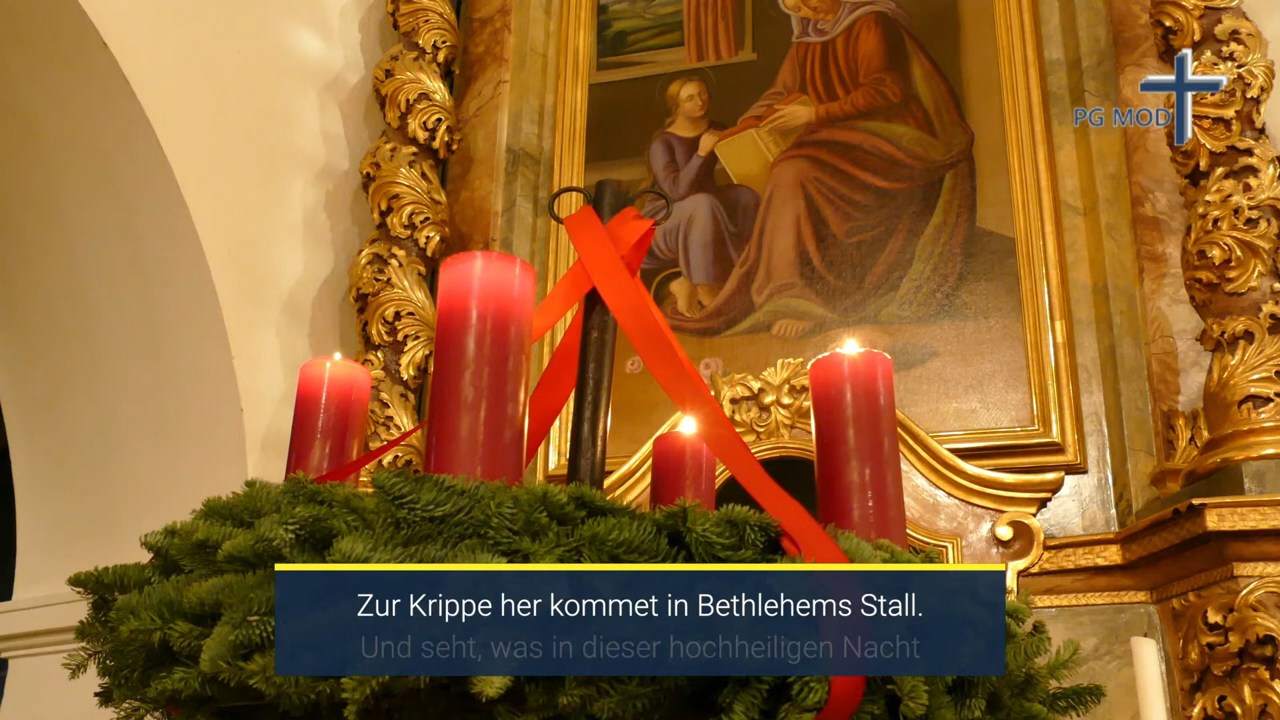 PG MOD
Zur Krippe her kommet in Bethlehems Stall.
Und seht, was in dieser hochheiligen Nacht